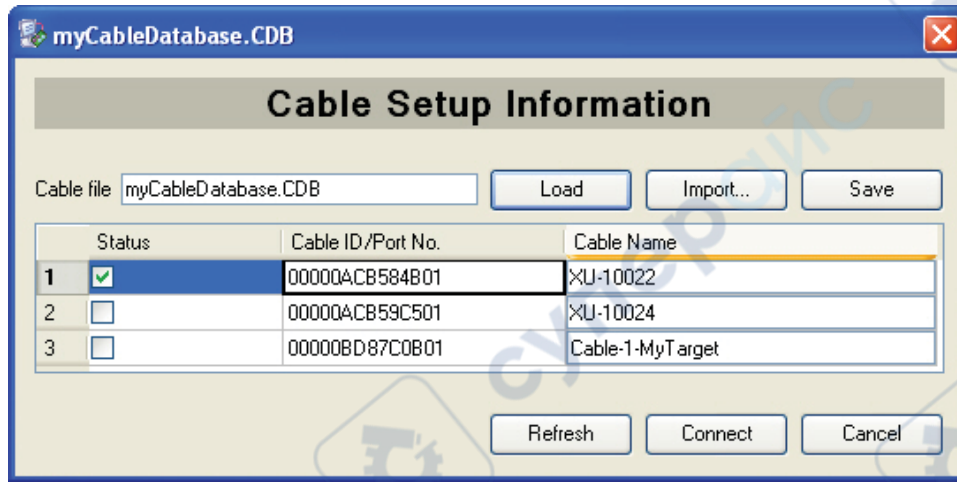 myCableDatabase.CDB
Cable Setup Information
Cable file myCableDatabase.CDB Load Import... Save
Status Cable ID/Port No. Cable Name
1 00000ACB584B01 XU-10022
2 00000ACB59C501 XU-10024
3 00000BD87C0B01 Cable-1-MyTarget
Refresh Connect Cancel
суперайс